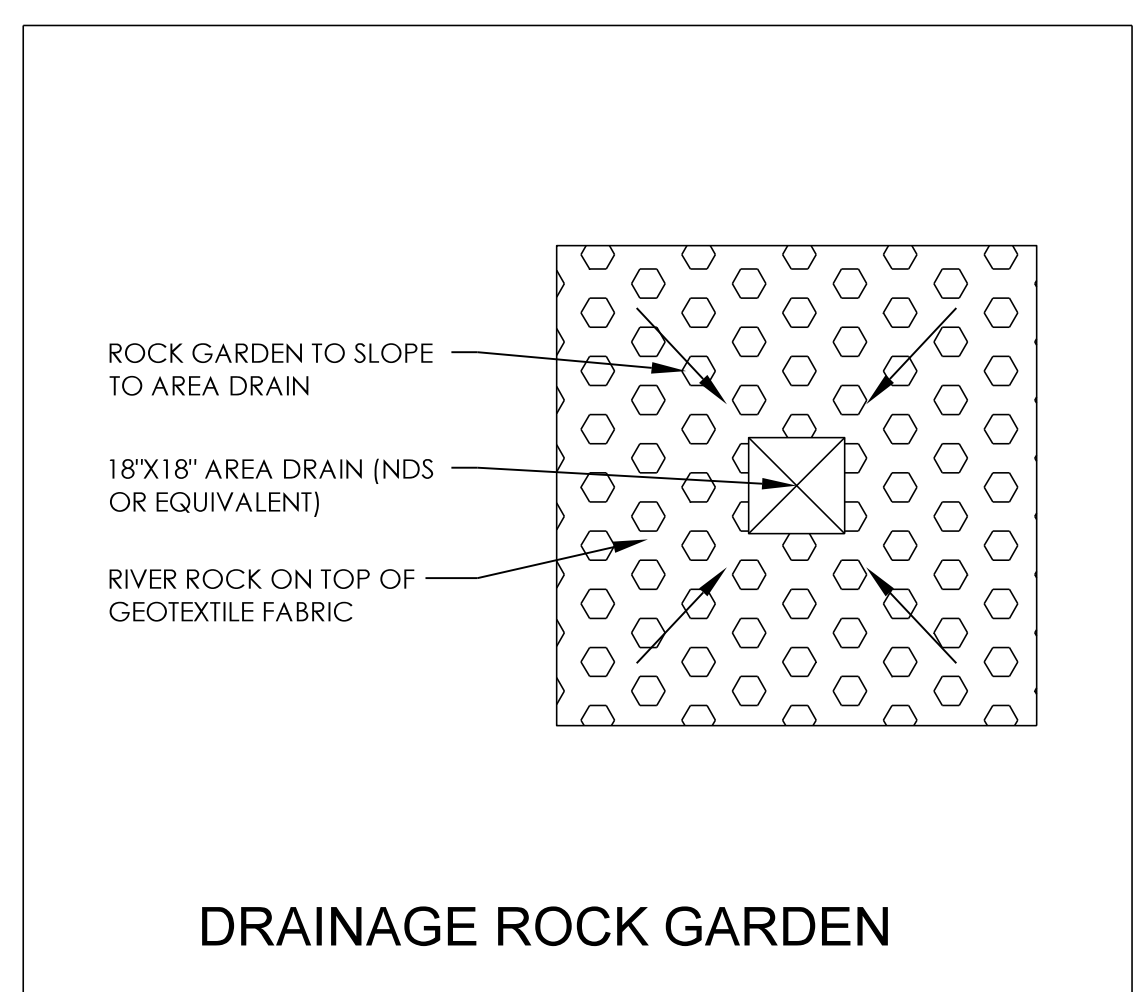 ROCK GARDEN TO SLOPE
TO AREA DRAIN
18"X18" AREA DRAIN (NDS
OR EQUIVALENT)
RIVER ROCK ON TOP OF
GEOTEXTILE FABRIC
DRAINAGE ROCK GARDEN